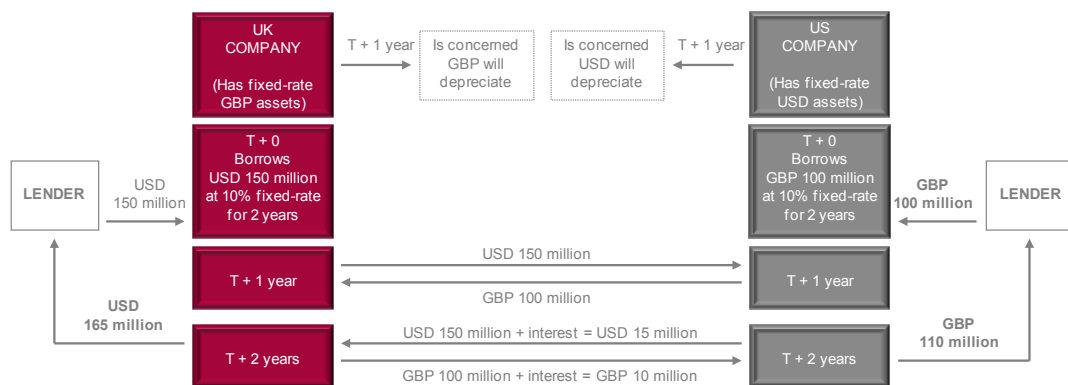 UK
COMPANY
(Has fixed-rate
GBP assets)
T + 1 year
Is concerned
GBP will
depreciate
Is concerned
USD will
depreciate
T + 1 year
US
COMPANY
(Has fixed-rate
USD assets)
LENDER
USD
150 million
T + 0
Borrows
USD 150 million
at 10% fixed-rate
for 2 years
T + 0
Borrows
GBP 100 million
at 10% fixed-rate
for 2 years
GBP
100 million
LENDER
T + 1 year
USD 150 million
GBP 100 million
T + 1 year
USD
165 million
T + 2 years
USD 150 million + interest = USD 15 million
GBP 100 million + interest = GBP 10 million
T + 2 years
GBP
110 million